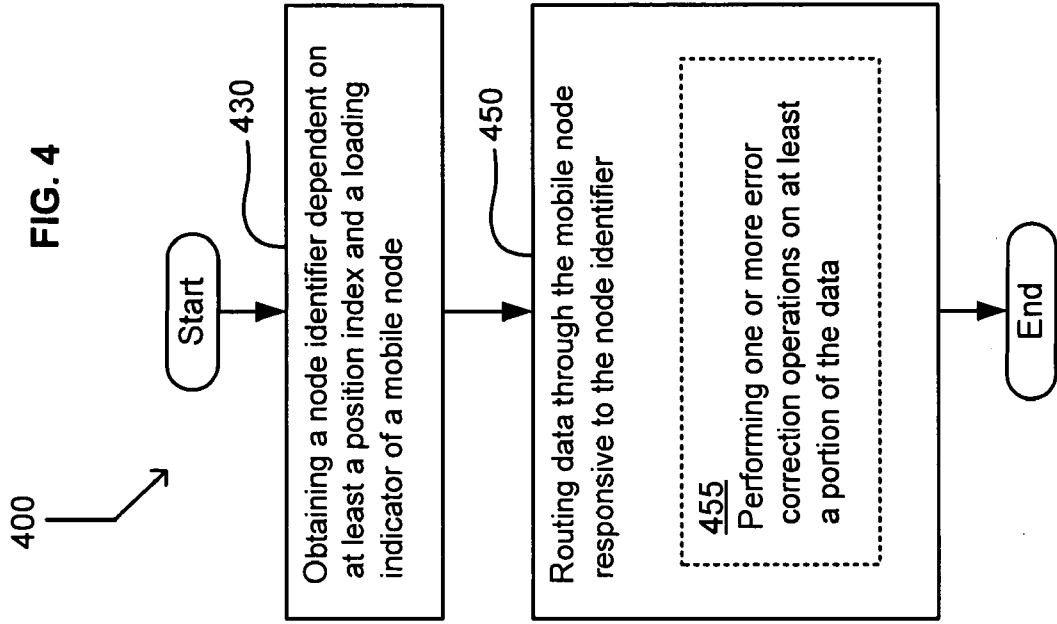 FIG. 4
400
Start
430
Obtaining a node identifier dependent on
at least a position index and a loading
indicator of a mobile node
450
Routing data through the mobile node
responsive to the node identifier
455
Performing one or more error
correction operations on at least
a portion of the data
End